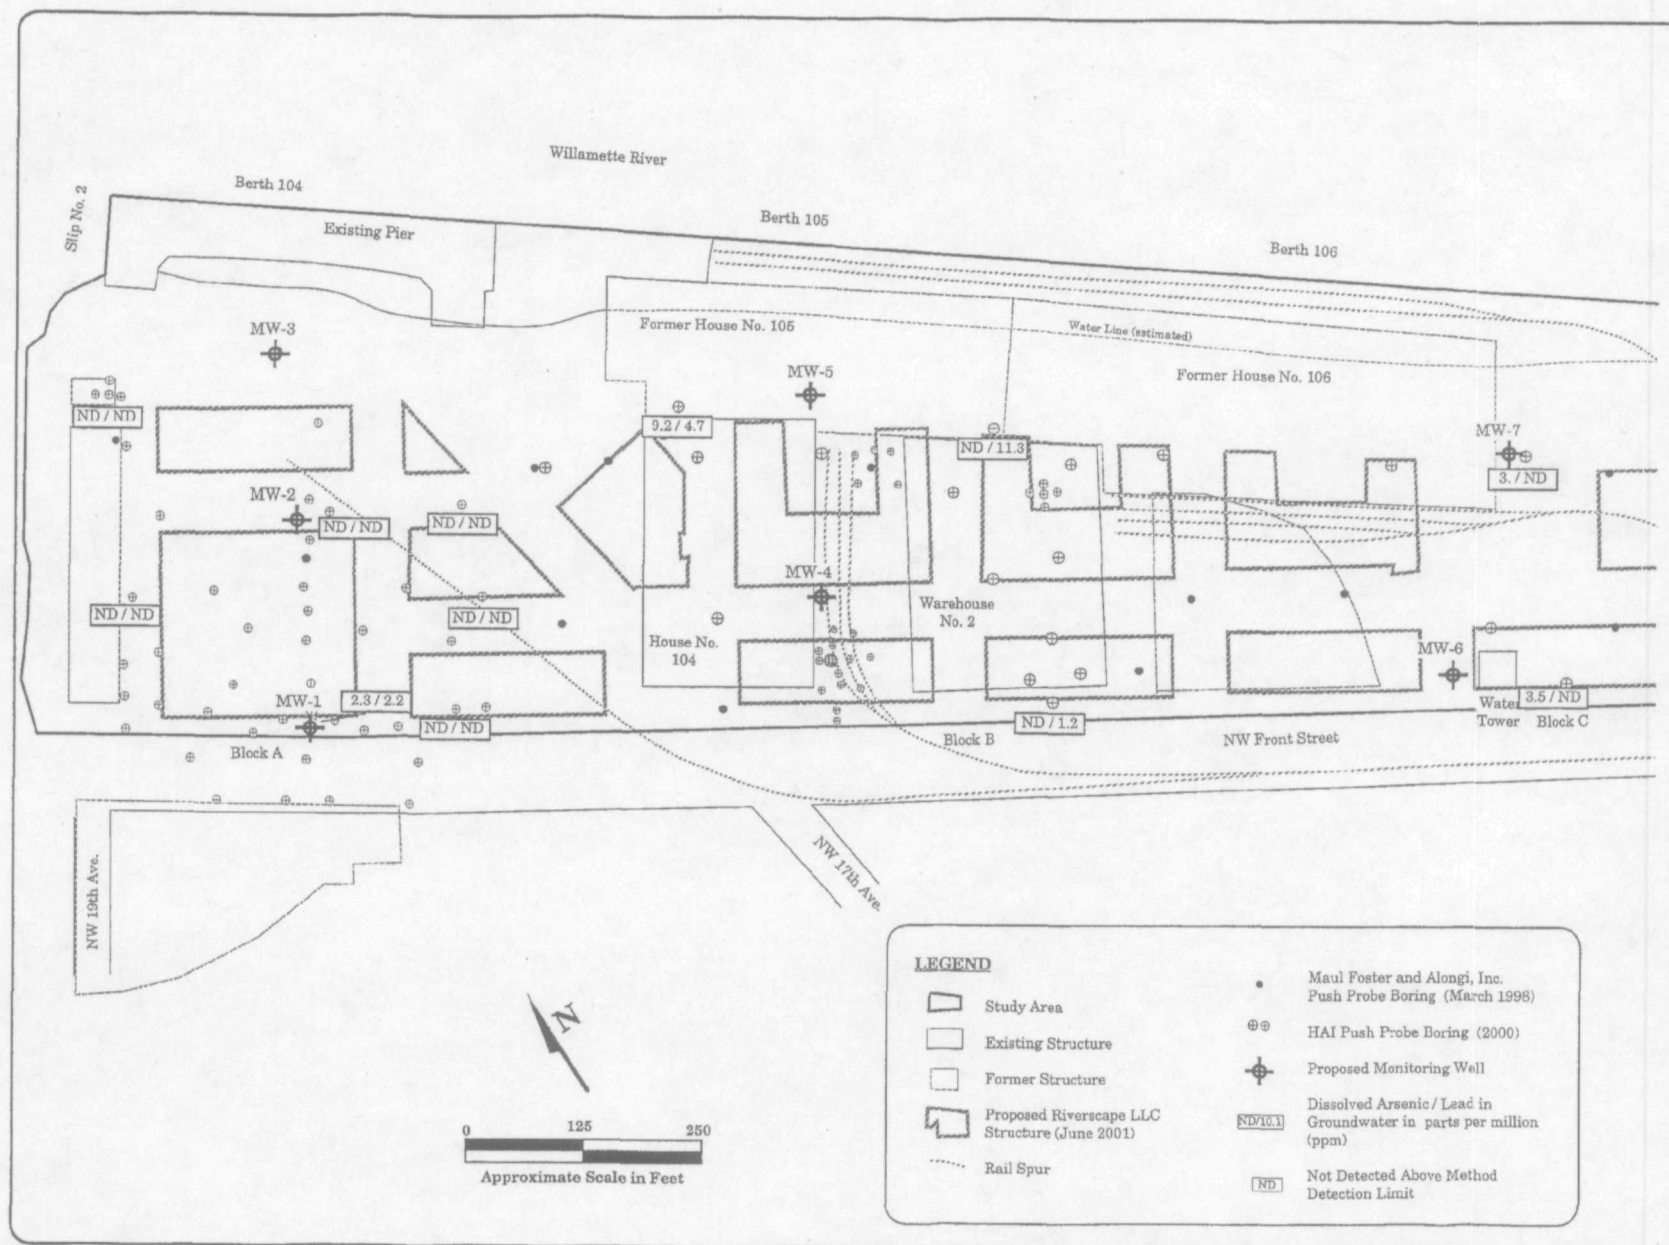 Willamette River
Slip No. 2
Berth 104
Berth 105
Berth 106
Existing Pier
Former House No. 105
Water Line (estimated)
Former House No. 106
MW-3
MW-5
MW-7
ND / ND
9.2 / 4.7
ND / 11.3
3. / ND
MW-2
ND / ND
ND / ND
MW-4
ND / ND
ND / ND
Warehouse
No. 2
House No.
104
MW-6
MW-1
2.3 / 2.2
ND / ND
ND / 1.2
Water
Tower
3.5 / ND
Block C
Block A
Block B
NW Front Street
NW 19th Ave.
NW 17th Ave.
N
0 125 250
Approximate Scale in Feet
LEGEND
Study Area
Existing Structure
Former Structure
Proposed Riverscape LLC
Structure (June 2001)
Rail Spur
Maul Foster and Alongi, Inc.
Push Probe Boring (March 1998)
HAI Push Probe Boring (2000)
Proposed Monitoring Well
ND/10.1
Dissolved Arsenic / Lead in
Groundwater in parts per million
(ppm)
ND
Not Detected Above Method
Detection Limit